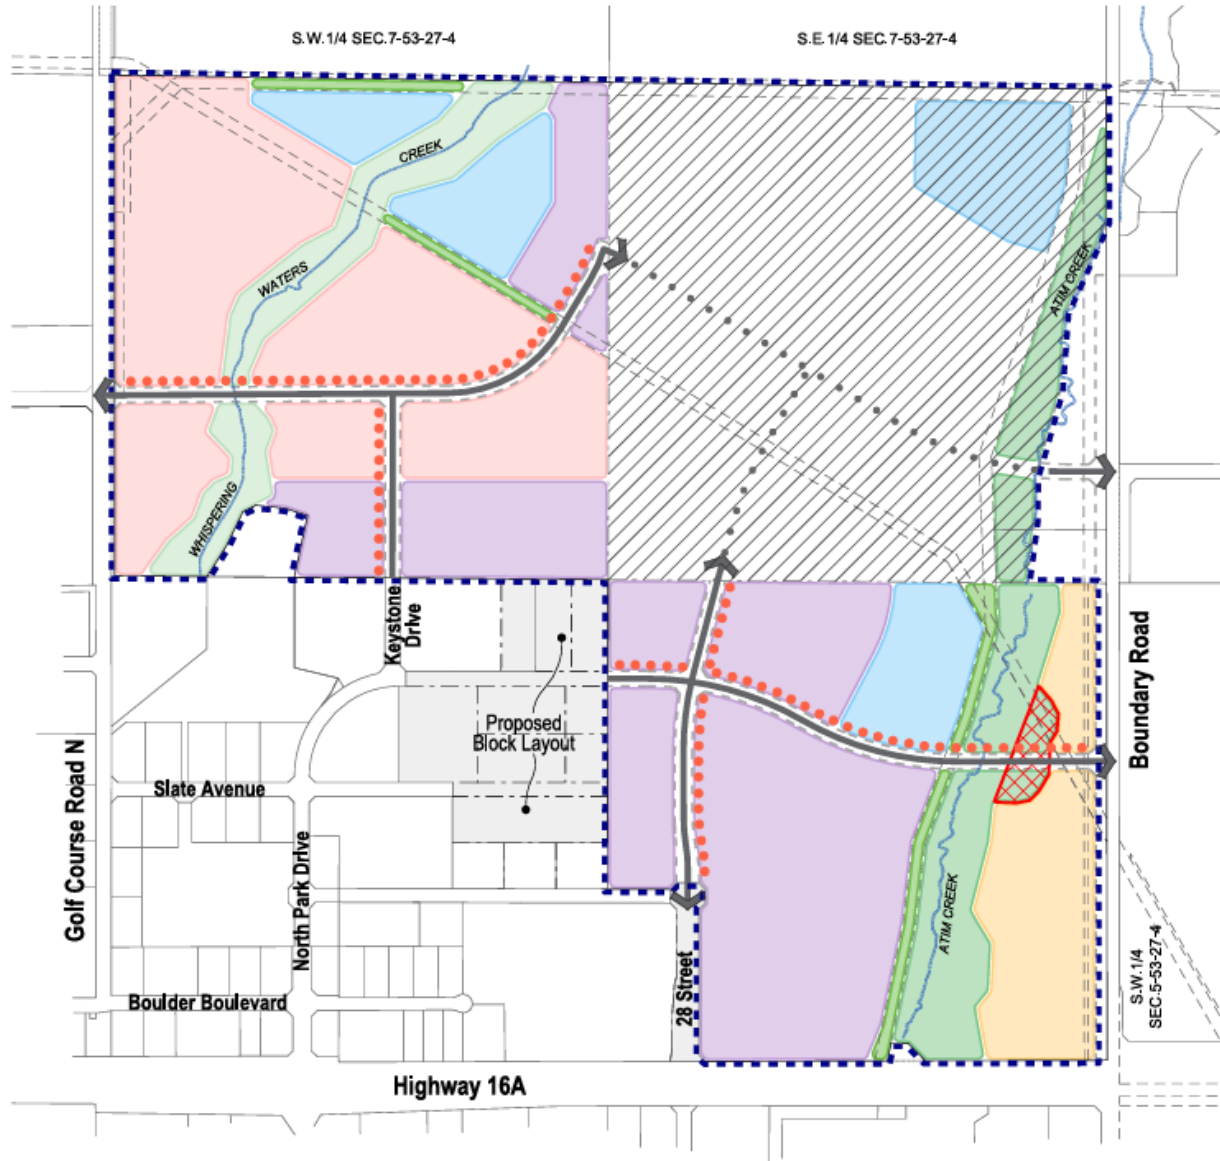 S.W.1/4 SEC.7-53-27-4
S.E.1/4 SEC.7-53-27-4
CREEK
WATERS
WHISPERING
ATIM CREEK
Keystone
Drive
Proposed
Block Layout
Slate Avenue
North Park Drive
Golf Course Road N
Boulder Boulevard
28 Street
ATIM CREEK
Boundary Road
S.W.1/4
SEC.5-53-27-4
Highway 16A